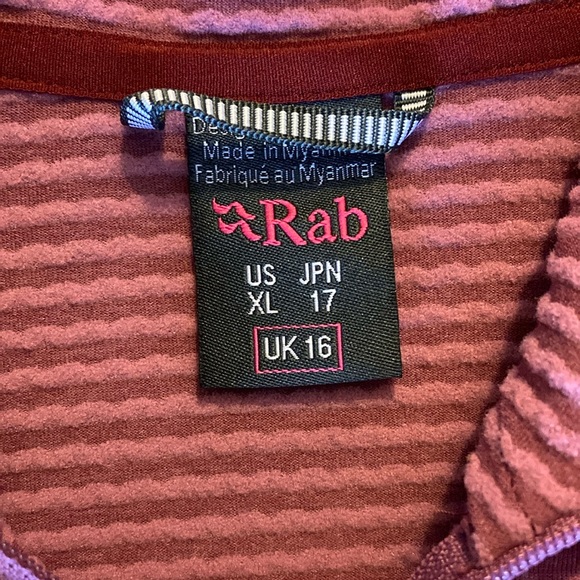 Made in Myanmar
Fabriqué au Myanmar
Rab
US JPN
XL 17
UK 16